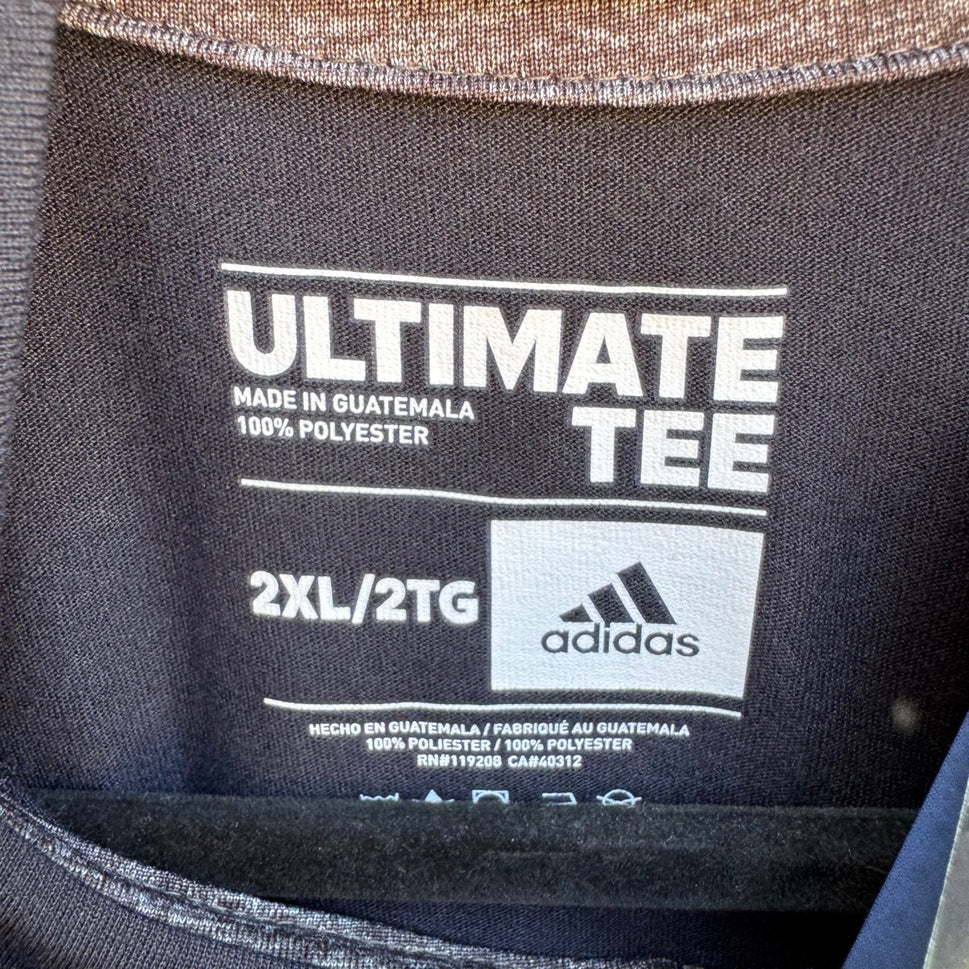 ULTIMATE
TEE
MADE IN GUATEMALA
100% POLYESTER
2XL/2TG
adidas
HECHO EN GUATEMALA / FABRIQUÉ AU GUATEMALA
100% POLIESTER / 100% POLYESTER
RN#119208 CA#40312